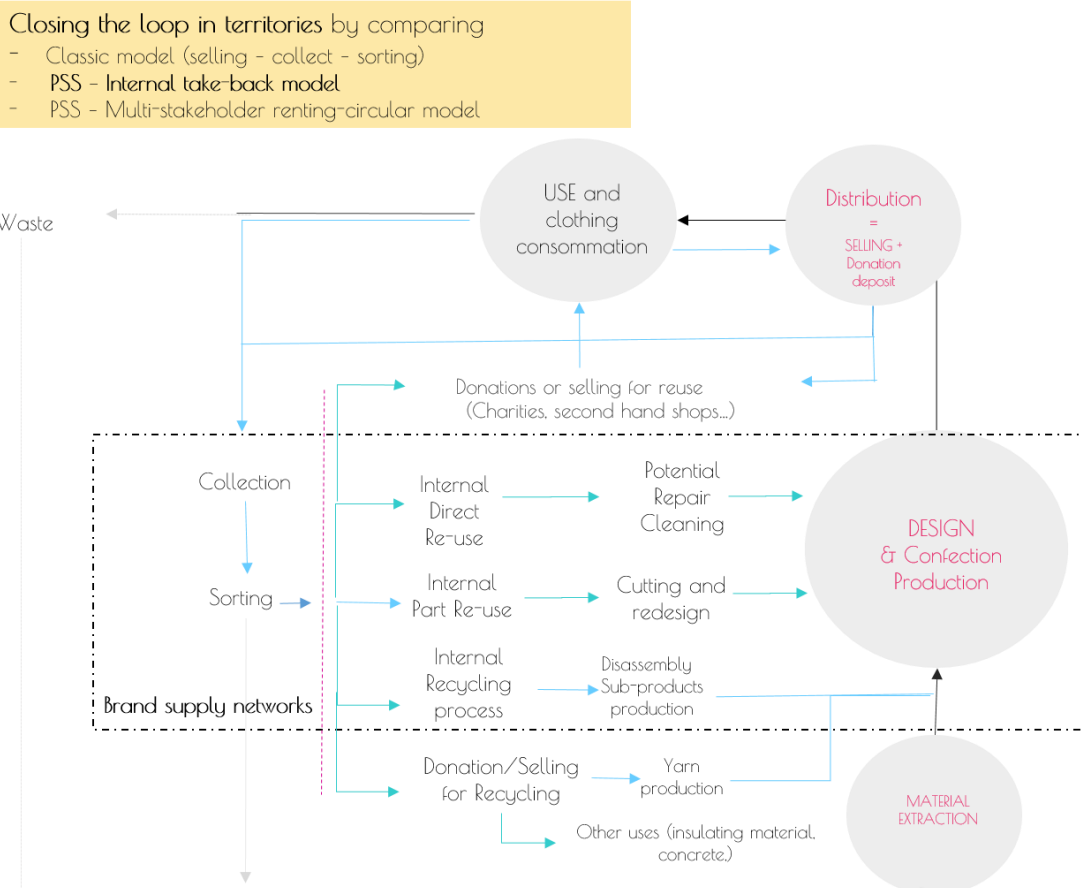 Closing the loop in territories by comparing
- Classic model (selling – collect – sorting)
- PSS – Internal take-back model
- PSS – Multi-stakeholder renting-circular model
Waste
USE and
clothing
consommation
Distribution
=
SELLING +
Donation
deposit
Donations or selling for reuse
(Charities, second hand shops...)
Collection
Internal
Direct
Re-use
Potential
Repair
Cleaning
DESIGN
& Confection
Production
Sorting
Internal
Part Re-use
Cutting and
redesign
Internal
Recycling
process
Disassembly
Sub-products
production
Brand supply networks
Donation/Selling
for Recycling
Yarn
production
MATERIAL
EXTRACTION
Other uses (insulating material,
concrete,)